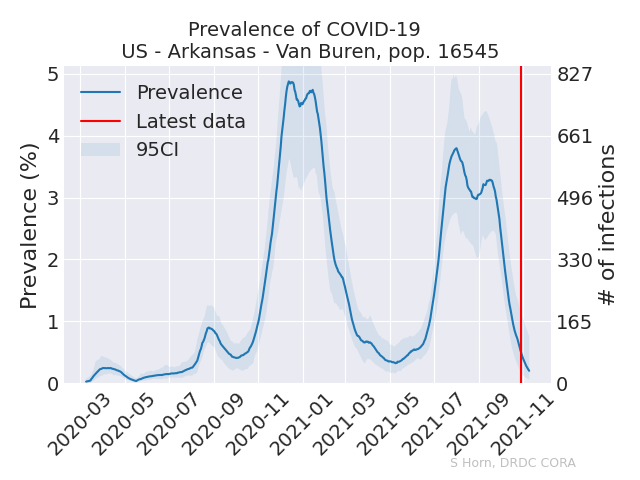 Prevalence of COVID-19
US - Arkansas - Van Buren, pop. 16545
Prevalence
Latest data
95CI
Prevalence (%)
5
4
3
2
1
0
# of infections
827
661
496
330
165
0
2020-03
2020-05
2020-07
2020-09
2020-11
2021-01
2021-03
2021-05
2021-07
2021-09
2021-11
S Horn, DRDC CORA